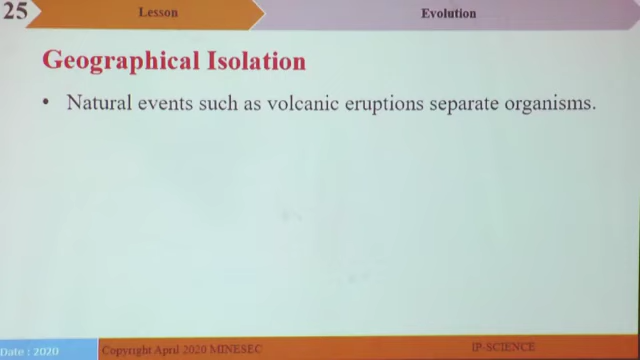 25
Lesson
Evolution
Geographical Isolation
• Natural events such as volcanic eruptions separate organisms.
Date : 2020
Copyright April 2020 MINESEC
IP-SCIENCE